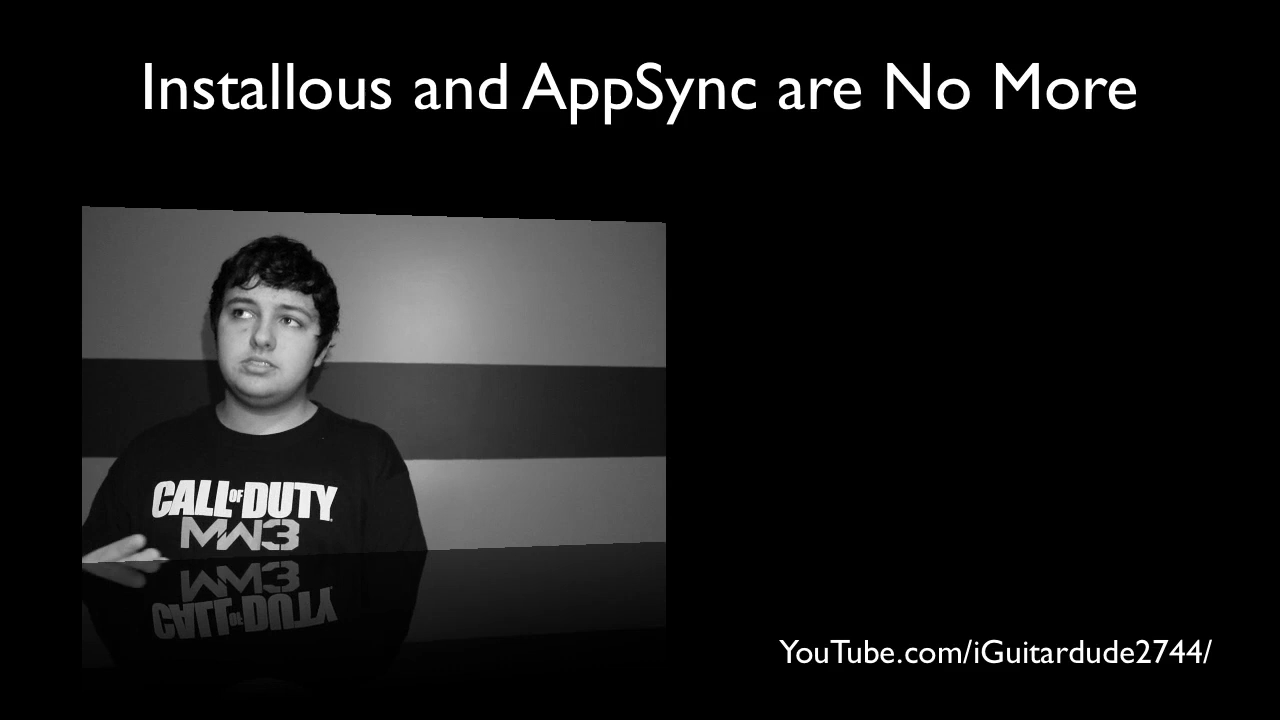 Installous and AppSync are No More
CALL OF DUTY
MW3
YouTube.com/iGuitardude2744/